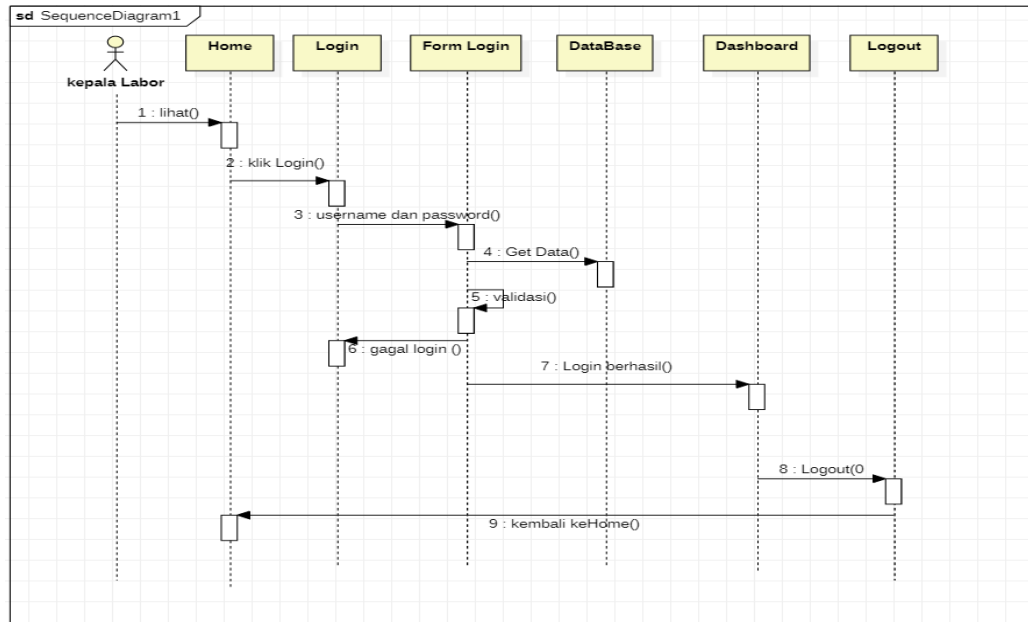 sd SequenceDiagram1
Home
Login
Form Login
DataBase
Dashboard
Logout
kepala Labor
1 : lihat()
2 : klik Login()
3 : username dan password()
4 : Get Data()
5 : validasi()
6 : gagal login ()
7 : Login berhasil()
8 : Logout(0
9 : kembali keHome()